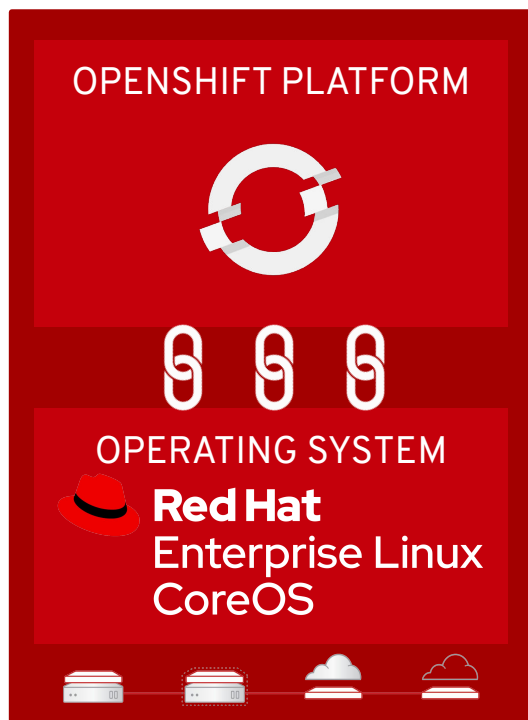 OPENSHIFT PLATFORM
OPERATING SYSTEM
Red Hat
Enterprise Linux
CoreOS